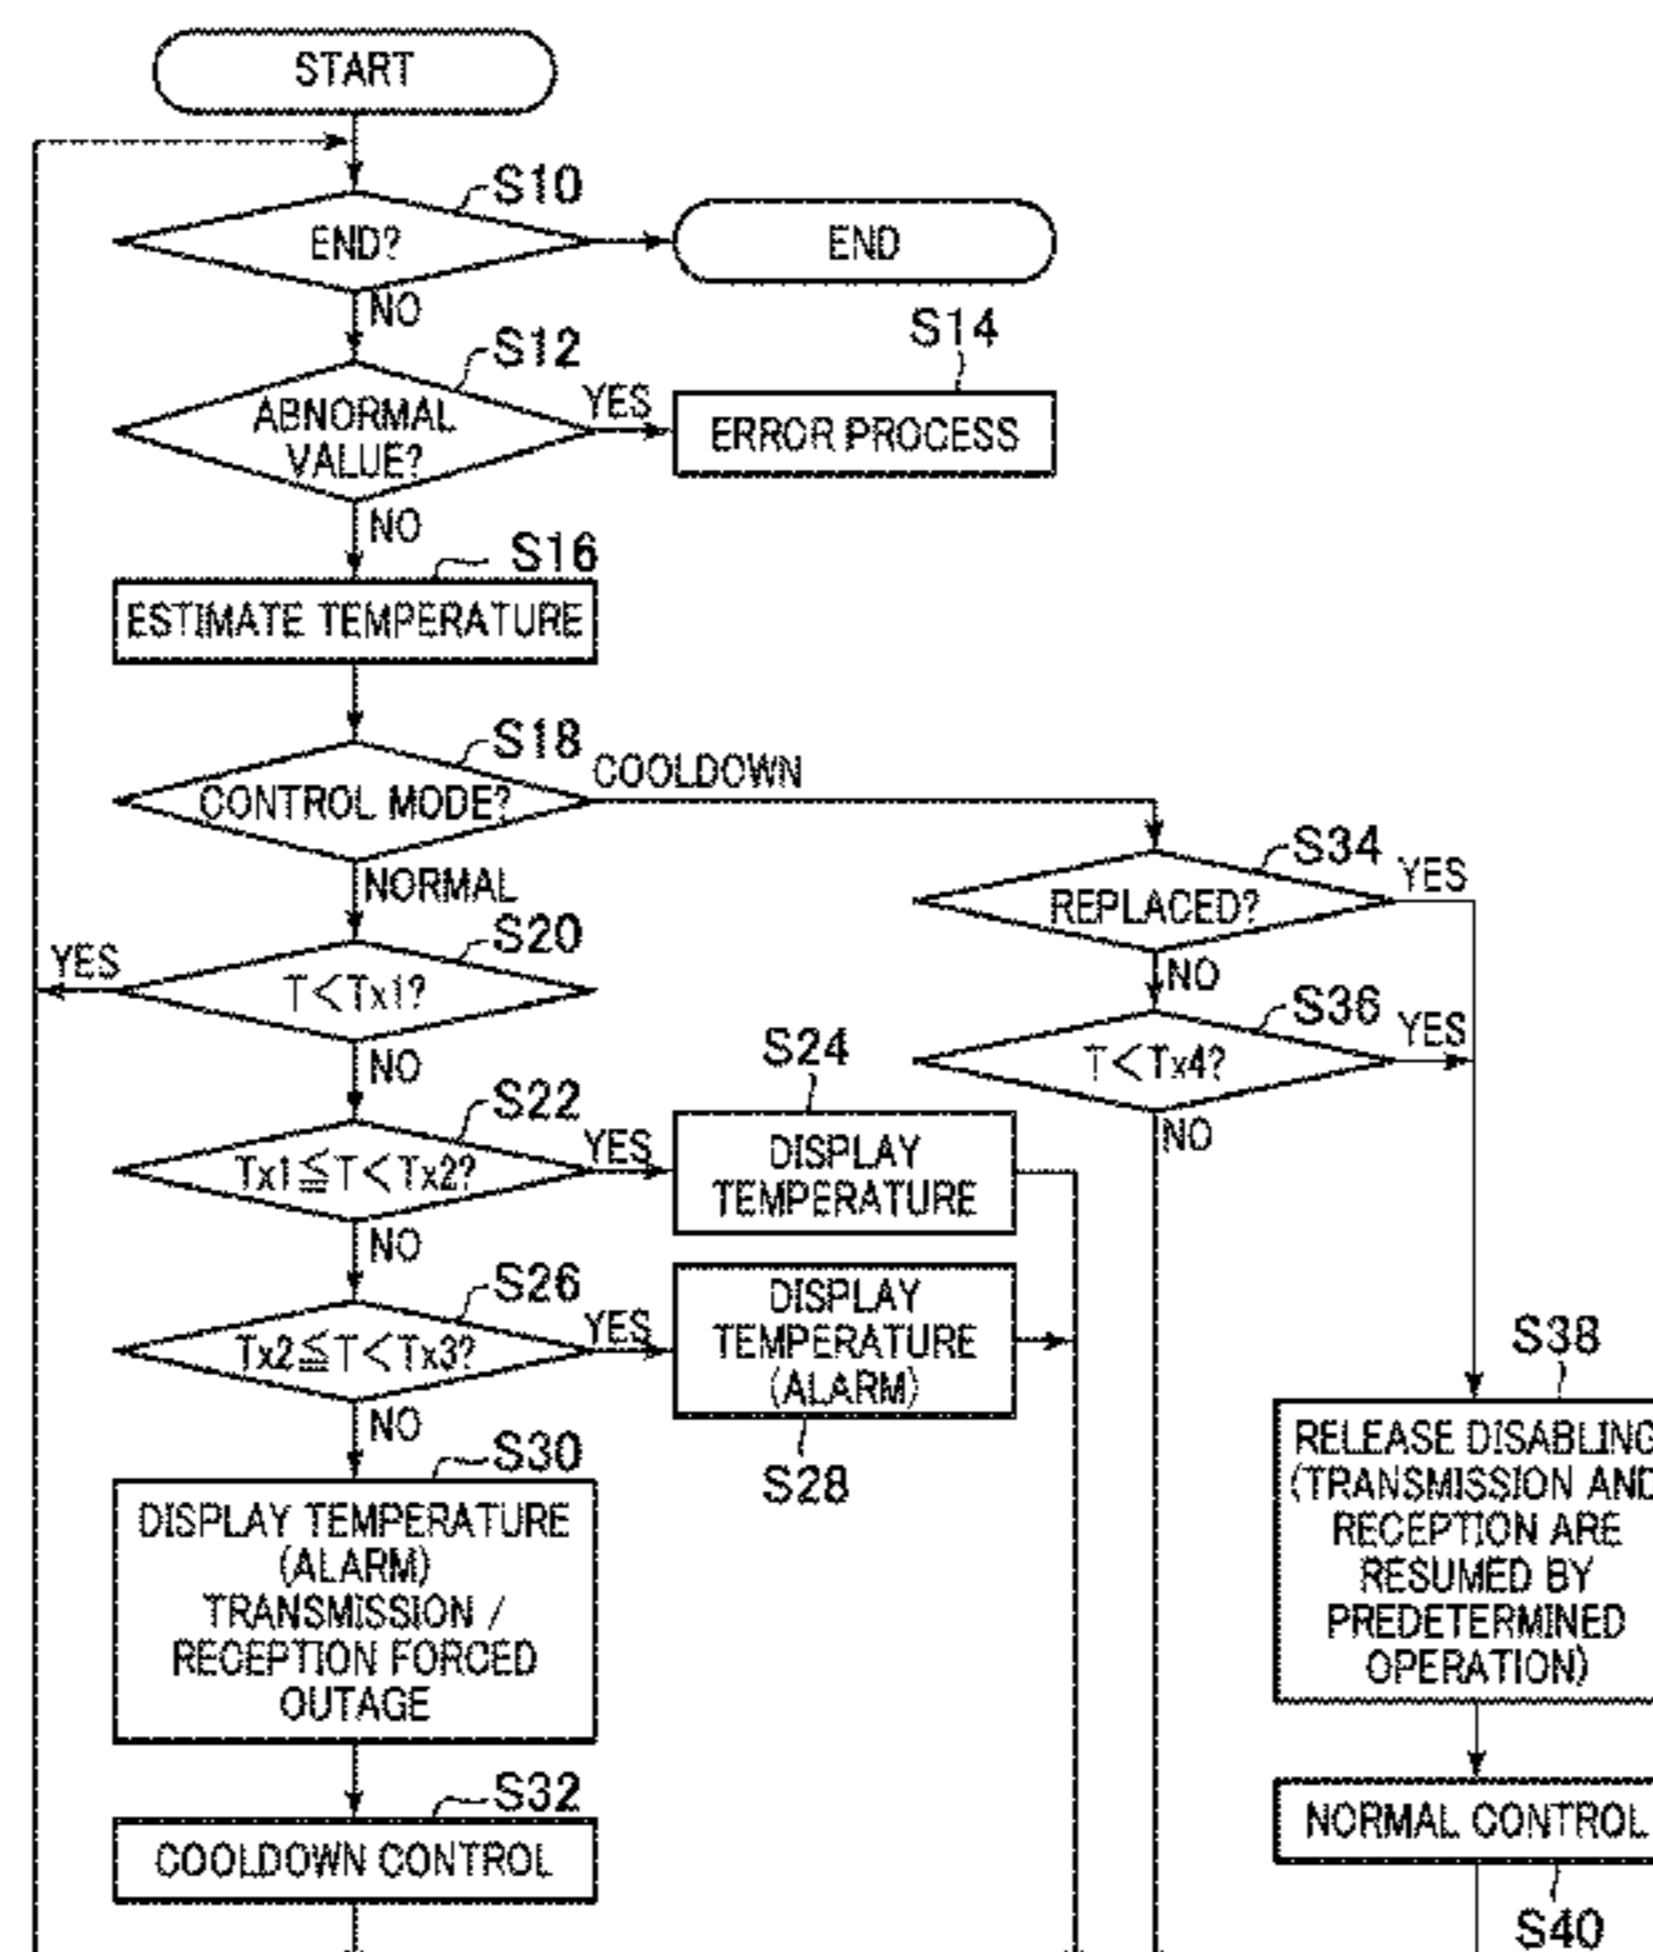 START
S10
END?
END
NO
S12
S14
ABNORMAL
VALUE?
YES
ERROR PROCESS
NO
S16
ESTIMATE TEMPERATURE
S18
CONTROL MODE?
COOLDOWN
NORMAL
S34
REPLACED?
YES
NO
S20
YES
T<Tx1?
NO
S36
T<Tx4?
YES
NO
S22
Tx1≦T<Tx2?
YES
S24
DISPLAY
TEMPERATURE
NO
S26
Tx2≦T<Tx3?
YES
DISPLAY
TEMPERATURE
(ALARM)
S28
NO
S30
DISPLAY TEMPERATURE
(ALARM)
TRANSMISSION /
RECEPTION FORCED
OUTAGE
S38
RELEASE DISABLING
(TRANSMISSION AND
RECEPTION ARE
RESUMED BY
PREDETERMINED
OPERATION)
S32
COOLDOWN CONTROL
NORMAL CONTROL
S40